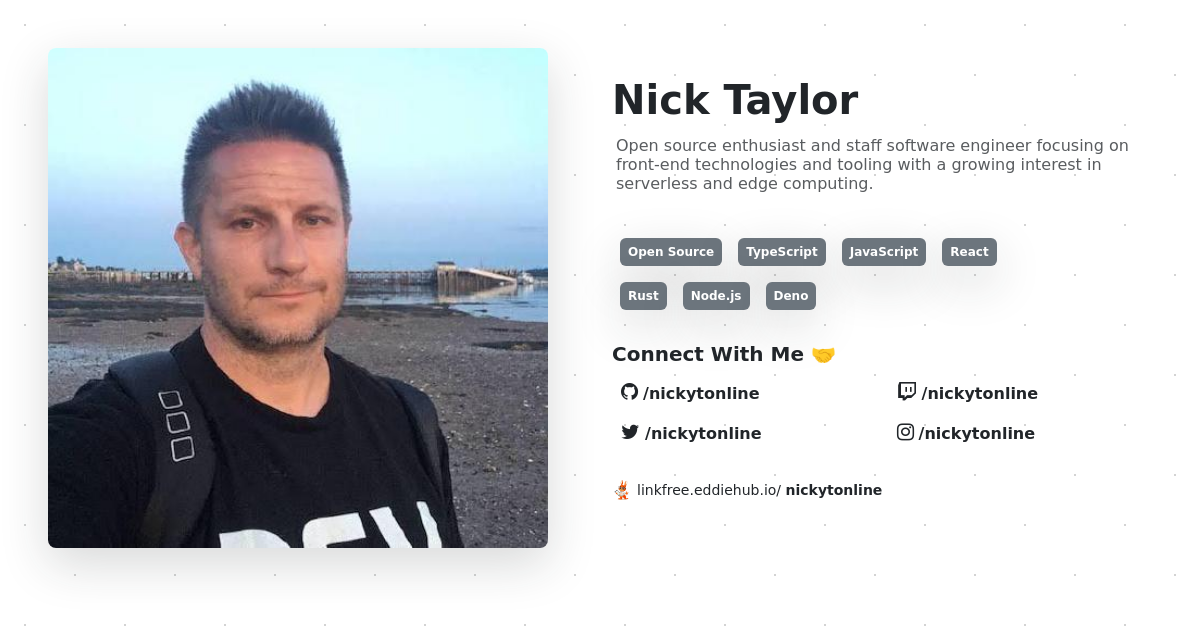 Nick Taylor
Open source enthusiast and staff software engineer focusing on
front-end technologies and tooling with a growing interest in
serverless and edge computing.
Open Source TypeScript JavaScript React
Rust Node.js Deno
Connect With Me 🤝
/nickytonline /nickytonline
/nickytonline /nickytonline
linkfree.eddiehub.io/ nickytonline
DEV